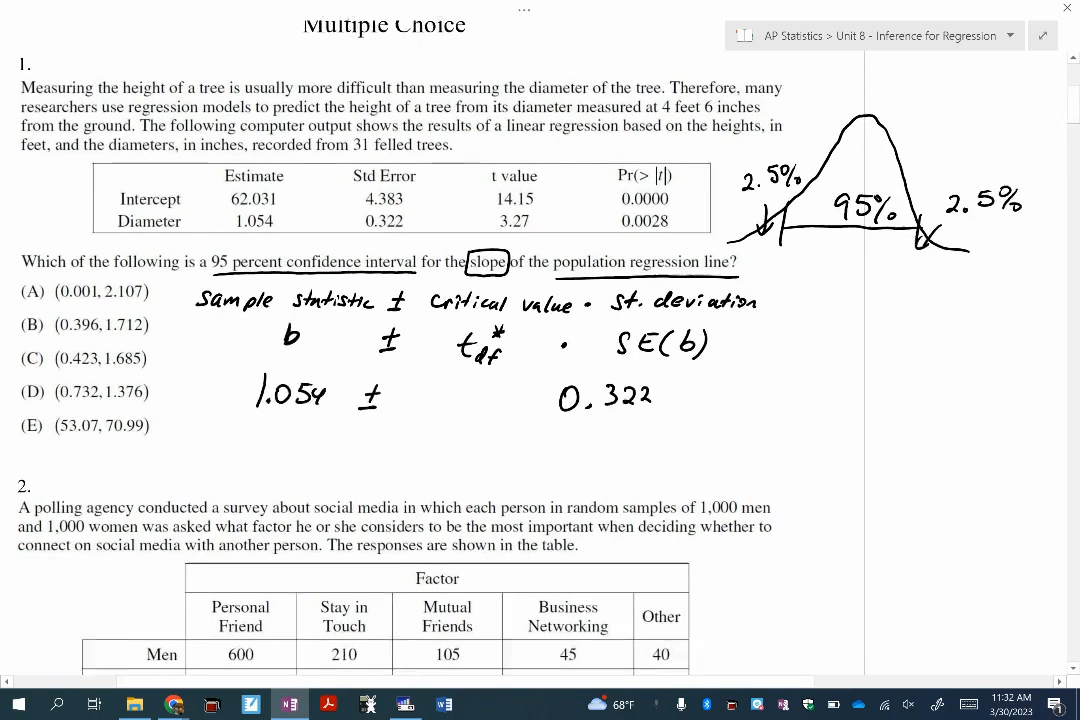 Multiple Choice
AP Statistics > Unit 8 - Inference for Regression
1.
Measuring the height of a tree is usually more difficult than measuring the diameter of the tree. Therefore, many
researchers use regression models to predict the height of a tree from its diameter measured at 4 feet 6 inches
from the ground. The following computer output shows the results of a linear regression based on the heights, in
feet, and the diameters, in inches, recorded from 31 felled trees.
Estimate Std Error t value Pr(> |t|)
Intercept 62.031 4.383 14.15 0.0000
Diameter 1.054 0.322 3.27 0.0028
2.5% 95% 2.5%
Which of the following is a 95 percent confidence interval for the slope of the population regression line?
(A) (0.001, 2.107)
(B) (0.396, 1.712)
(C) (0.423, 1.685)
(D) (0.732, 1.376)
(E) (53.07, 70.99)
Sample statistic ± critical value · st. deviation
b ± t*df · SE(b)
1.054 ± 0.322
2.
A polling agency conducted a survey about social media in which each person in random samples of 1,000 men
and 1,000 women was asked what factor he or she considers to be the most important when deciding whether to
connect on social media with another person. The responses are shown in the table.
Factor
Personal Friend Stay in Touch Mutual Friends Business Networking Other
Men 600 210 105 45 40
68°F
11:32 AM
3/30/2023